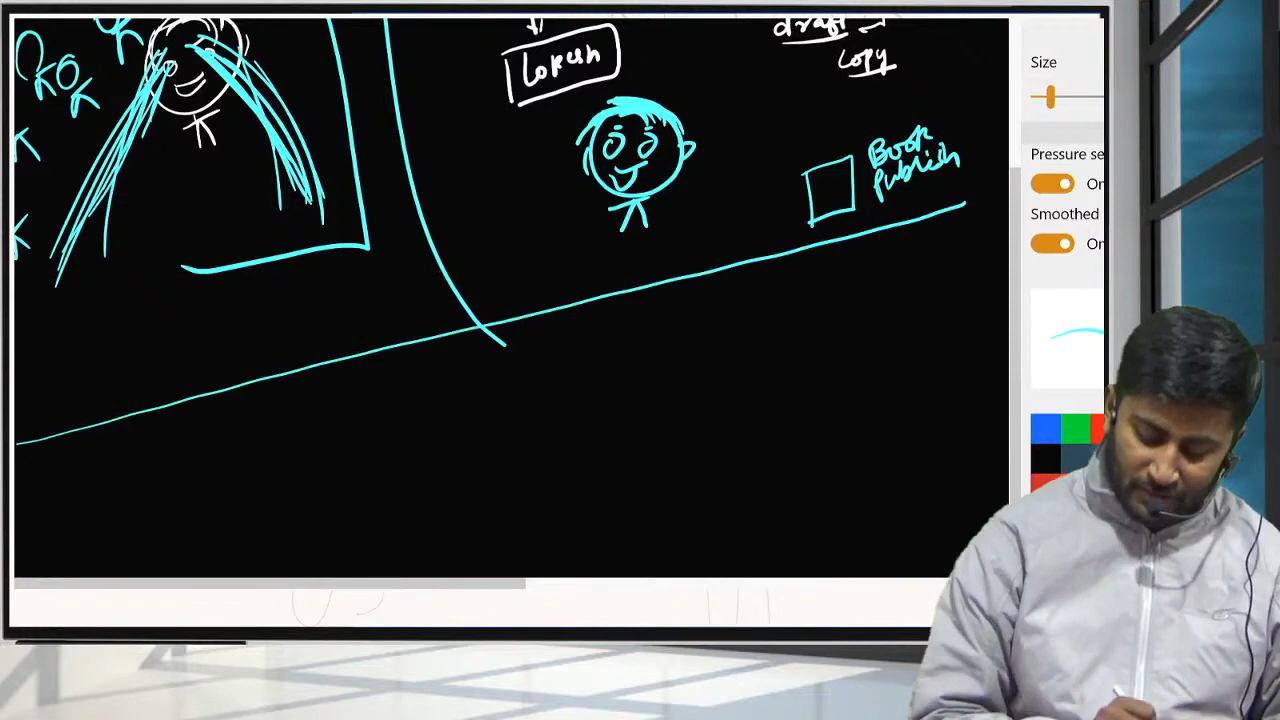 draft
copy
Lokesh
Book
Publish
Size
Pressure se
On
Smoothed
On